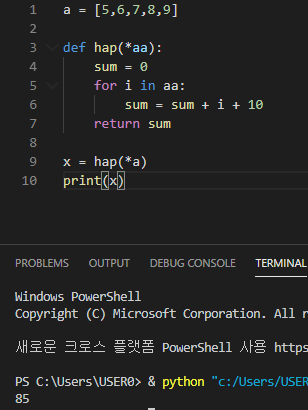 1 a = [5,6,7,8,9]
2
3 def hap(*aa):
4 sum = 0
5 for i in aa:
6 sum = sum + i + 10
7 return sum
8
9 x = hap(*a)
10 print(x)
PROBLEMS OUTPUT DEBUG CONSOLE TERMINAL
Windows PowerShell
Copyright (C) Microsoft Corporation. All r
새로운 크로스 플랫폼 PowerShell 사용 https
PS C:\Users\USER0> & python "c:/Users/USER
85